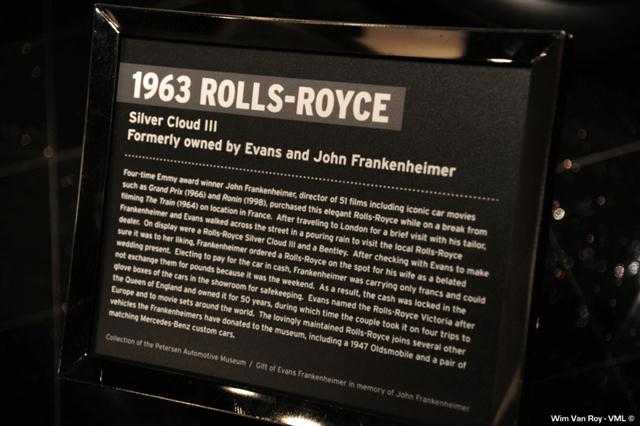 1963 ROLLS-ROYCE
Silver Cloud III
Formerly owned by Evans and John Frankenheimer
Four-time Emmy award winner John Frankenheimer, director of 51 films including iconic car movies
such as Grand Prix (1966) and Ronin (1998), purchased this elegant Rolls-Royce while on a break from
filming The Train (1964) on location in France. After traveling to London for a brief visit with his tailor,
Frankenheimer and Evans walked across the street in a pouring rain to visit the local Rolls-Royce
dealer. On display were a Rolls-Royce Silver Cloud III and a Bentley. After checking with Evans to make
sure it was to her liking, Frankenheimer ordered a Rolls-Royce on the spot for his wife as a belated
wedding present. Electing to pay for the car in cash, Frankenheimer was carrying only francs and could
not exchange them for pounds because it was the weekend. As a result, the cash was locked in the
glove boxes of the cars in the showroom for safekeeping. Evans named the Rolls-Royce Victoria after
the Queen of England and owned it for 50 years, during which time the couple took it on four trips to
Europe and to movie sets around the world. The lovingly maintained Rolls-Royce joins several other
vehicles the Frankenheimers have donated to the museum, including a 1947 Oldsmobile and a pair of
matching Mercedes-Benz custom cars.
Collection of the Petersen Automotive Museum / Gift of Evans Frankenheimer in memory of John Frankenheimer
Wim Van Roy - VML ©